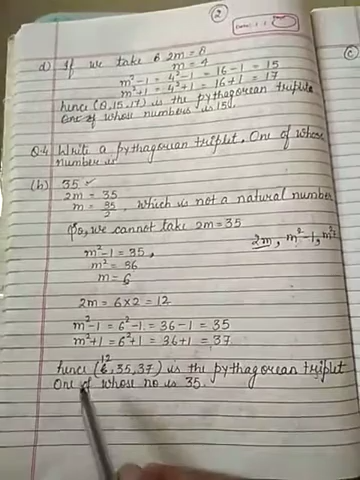 2
d) If we take 2m = 8
m = 4
m²-1 = 4²-1 = 16-1 = 15
m²+1 = 4²+1 = 16+1 = 17
hence (8,15,17) is the pythagorean triplets
One of whose numbers is 15.
Q.4 Write a pythagorean triplet. One of whose
number is
(b) 35
2m = 35
m = 35/2, which is not a natural number
So, we cannot take 2m = 35
2m, m²-1, m²+
m²-1 = 35,
m² = 36
m = 6
2m = 6×2 = 12
m²-1 = 6²-1 = 36-1 = 35
m²+1 = 6²+1 = 36+1 = 37
12
hence (6, 35, 37) is the pythagorean triplet
One of whose no is 35.
(c)